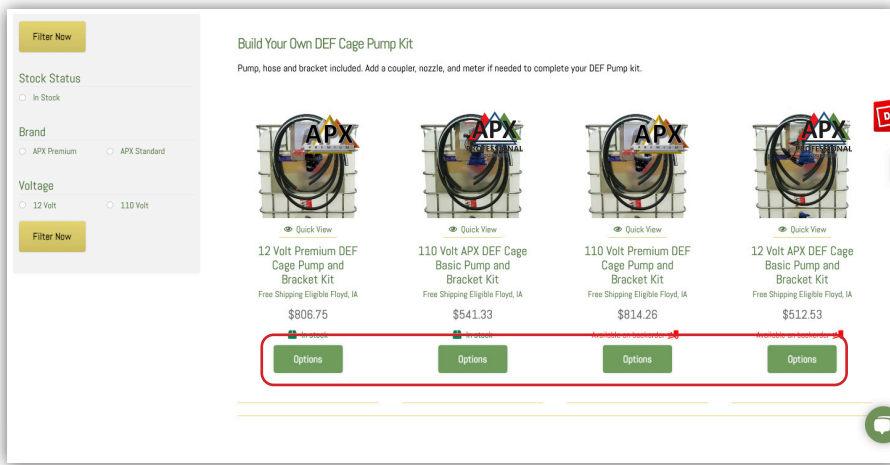 Filter Now
Stock Status
In Stock
Brand
APX Premium
APX Standard
Voltage
12 Volt
110 Volt
Filter Now
Build Your Own DEF Cage Pump Kit
Pump, hose and bracket included. Add a coupler, nozzle, and meter if needed to complete your DEF Pump kit.
APX
PREMIUM
Quick View
12 Volt Premium DEF
Cage Pump and
Bracket Kit
Free Shipping Eligible Floyd, IA
$806.75
In stock
Options
APX
PROFESSIONAL
Quick View
110 Volt APX DEF Cage
Basic Pump and
Bracket Kit
Free Shipping Eligible Floyd, IA
$541.33
In stock
Options
APX
PREMIUM
Quick View
110 Volt Premium DEF
Cage Pump and
Bracket Kit
Free Shipping Eligible Floyd, IA
$814.26
Available on backorder
Options
APX
PROFESSIONAL
Quick View
12 Volt APX DEF Cage
Basic Pump and
Bracket Kit
Free Shipping Eligible Floyd, IA
$512.53
Available on backorder
Options